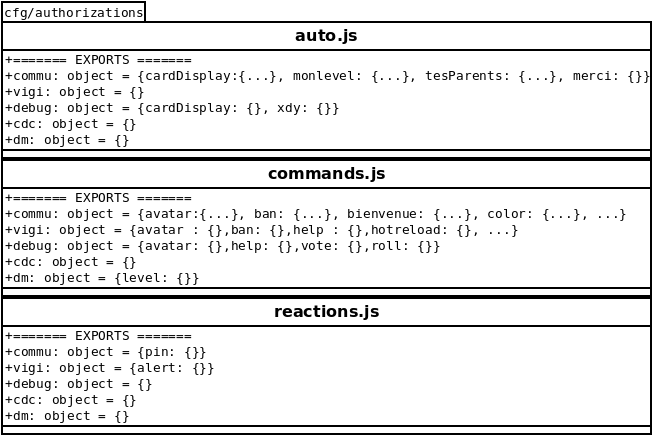 cfg/authorizations
auto.js
+======= EXPORTS =======
+commu: object = {cardDisplay:{...}, monlevel: {...}, tesParents: {...}, merci: {}}
+vigi: object = {}
+debug: object = {cardDisplay: {}, xdy: {}}
+cdc: object = {}
+dm: object = {}
commands.js
+======= EXPORTS =======
+commu: object = {avatar:{...}, ban: {...}, bienvenue: {...}, color: {...}, ...}
+vigi: object = {avatar : {},ban: {},help : {},hotreload: {}, ...}
+debug: object = {avatar: {},help: {},vote: {},roll: {}}
+cdc: object = {}
+dm: object = {level: {}}
reactions.js
+======= EXPORTS =======
+commu: object = {pin: {}}
+vigi: object = {alert: {}}
+debug: object = {}
+cdc: object = {}
+dm: object = {}